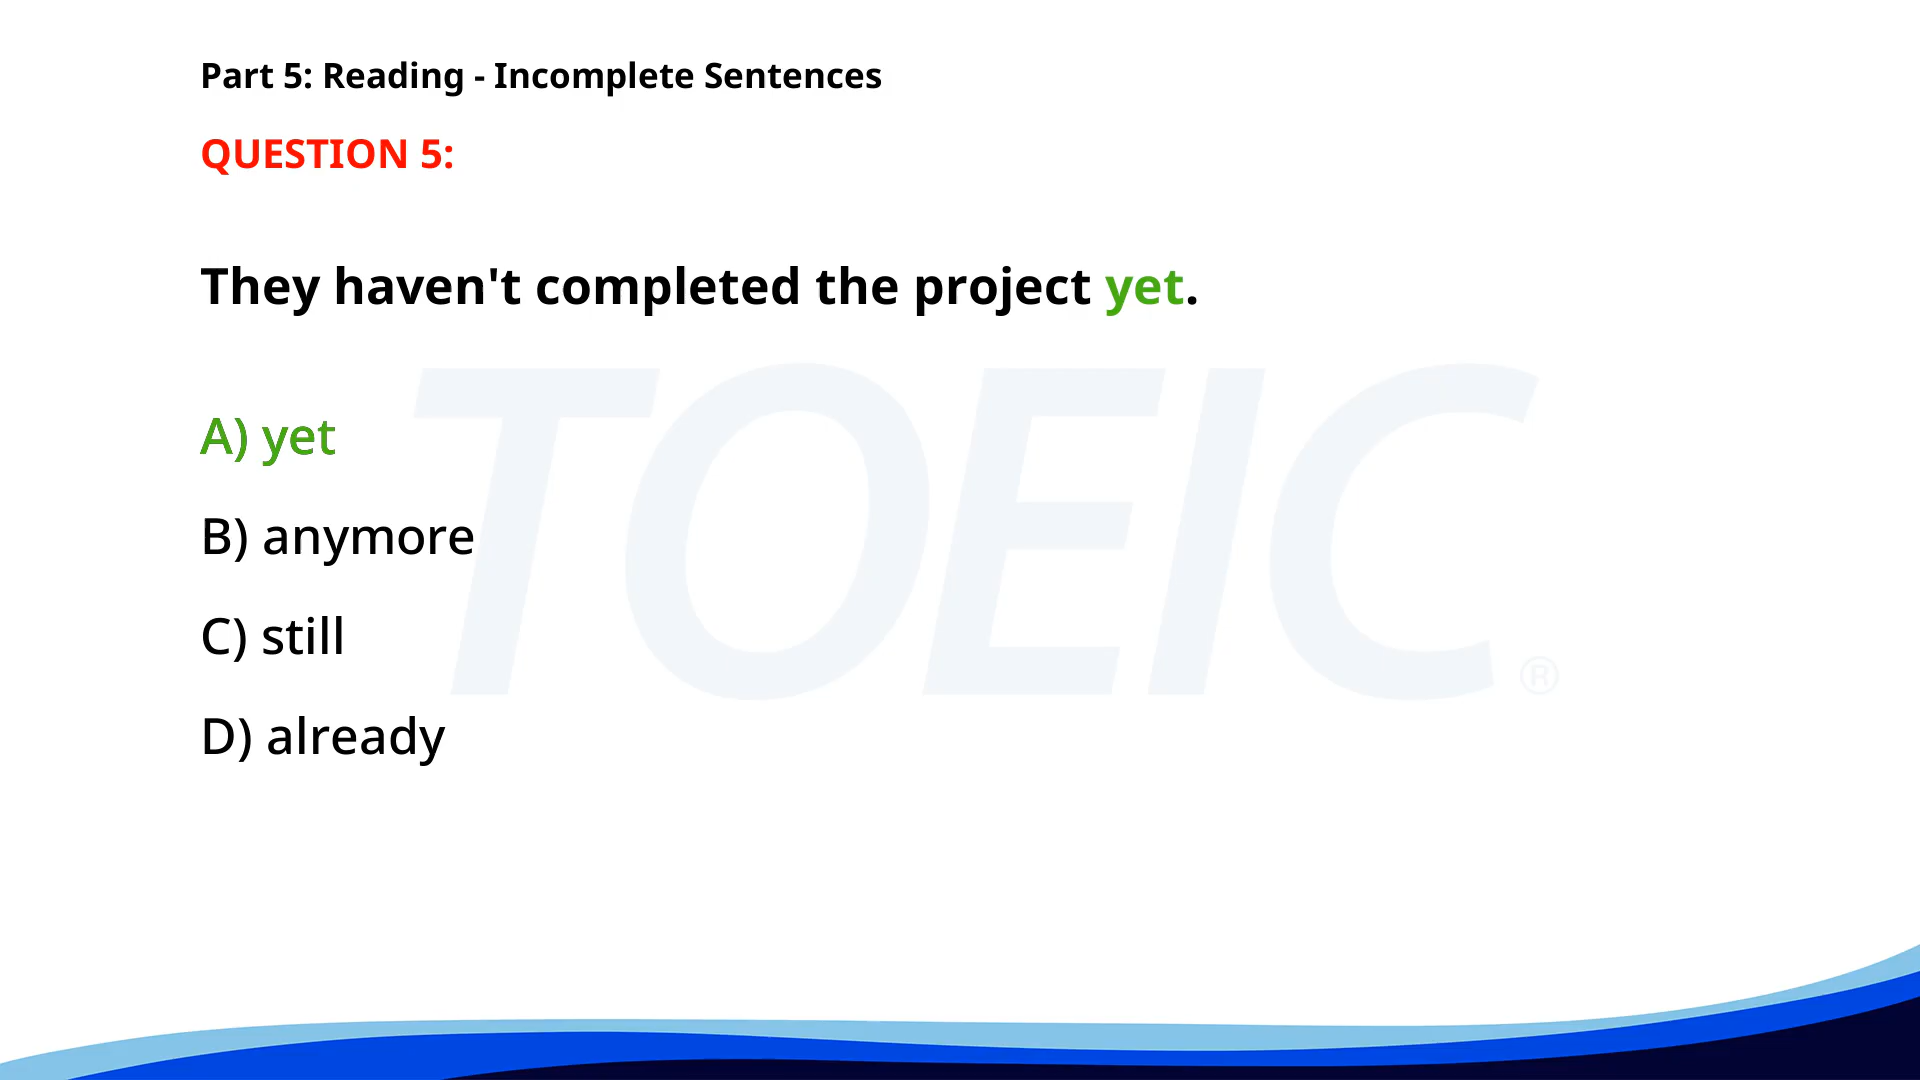 Part 5: Reading - Incomplete Sentences
QUESTION 5:
They haven't completed the project yet.
A) yet
B) anymore
C) still
D) already
TOEIC®